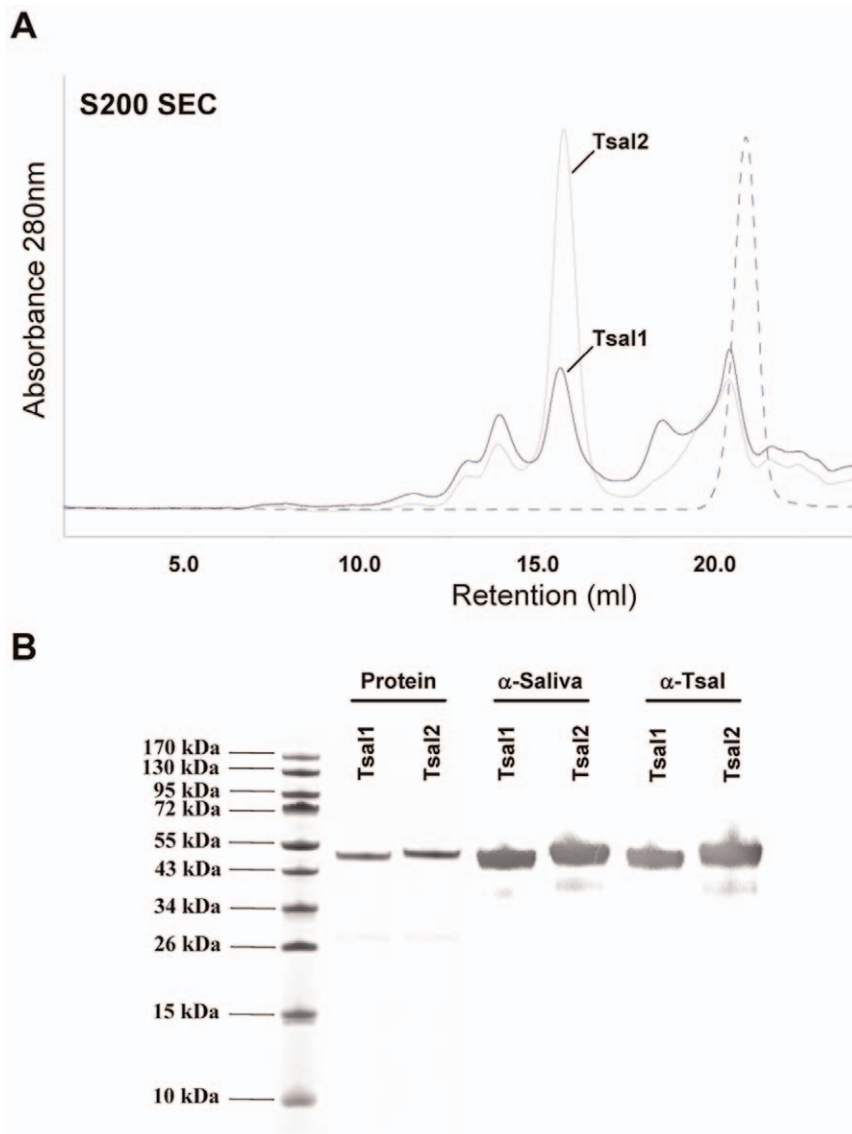 A
S200 SEC
Tsal2
Tsal1
Absorbance 280nm
5.0 10.0 15.0 20.0
Retention (ml)
B
Protein α-Saliva α-Tsal
Tsal1 Tsal2 Tsal1 Tsal2 Tsal1 Tsal2
170 kDa
130 kDa
95 kDa
72 kDa
55 kDa
43 kDa
34 kDa
26 kDa
15 kDa
10 kDa